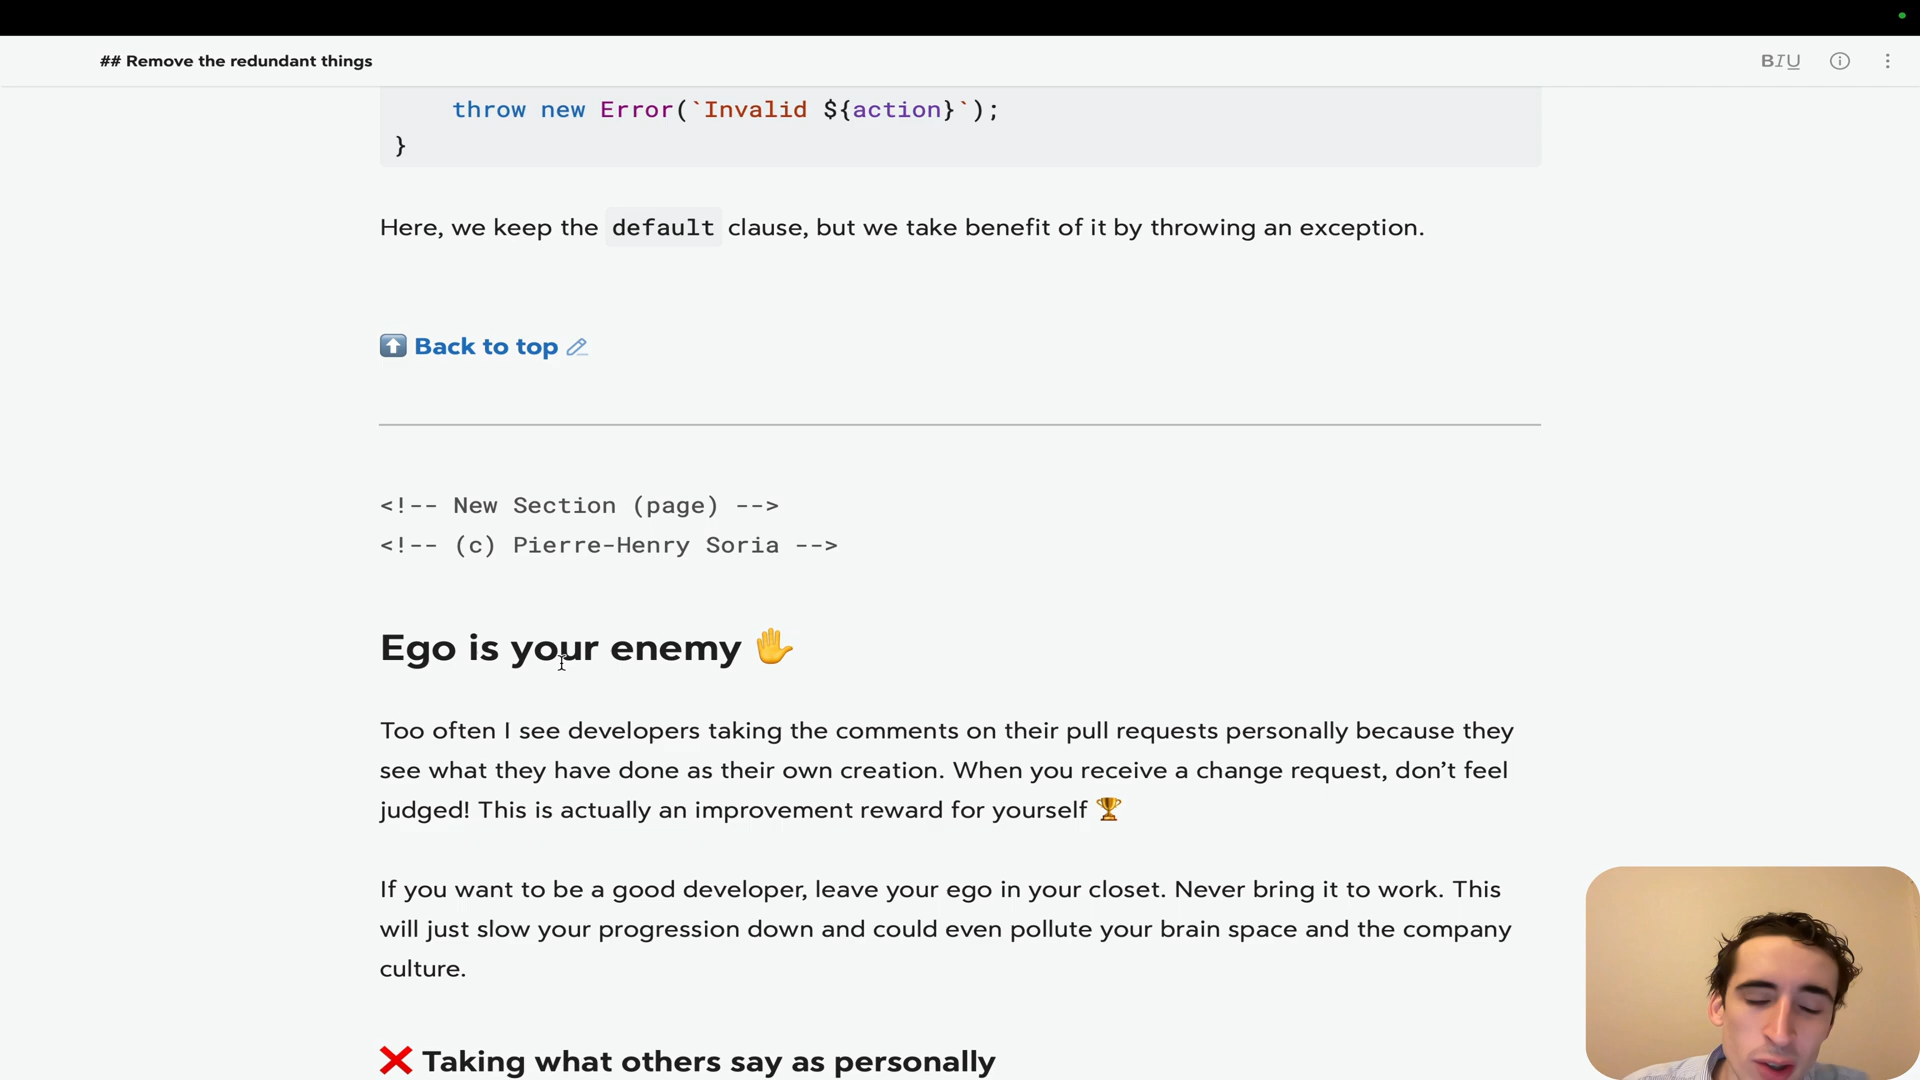 ## Remove the redundant things
BIU
throw new Error(`Invalid ${action}`);
}
Here, we keep the default clause, but we take benefit of it by throwing an exception.
Back to top
<!-- New Section (page) -->
<!-- (c) Pierre-Henry Soria -->
Ego is your enemy
Too often I see developers taking the comments on their pull requests personally because they
see what they have done as their own creation. When you receive a change request, don’t feel
judged! This is actually an improvement reward for yourself
If you want to be a good developer, leave your ego in your closet. Never bring it to work. This
will just slow your progression down and could even pollute your brain space and the company
culture.
Taking what others say as personally